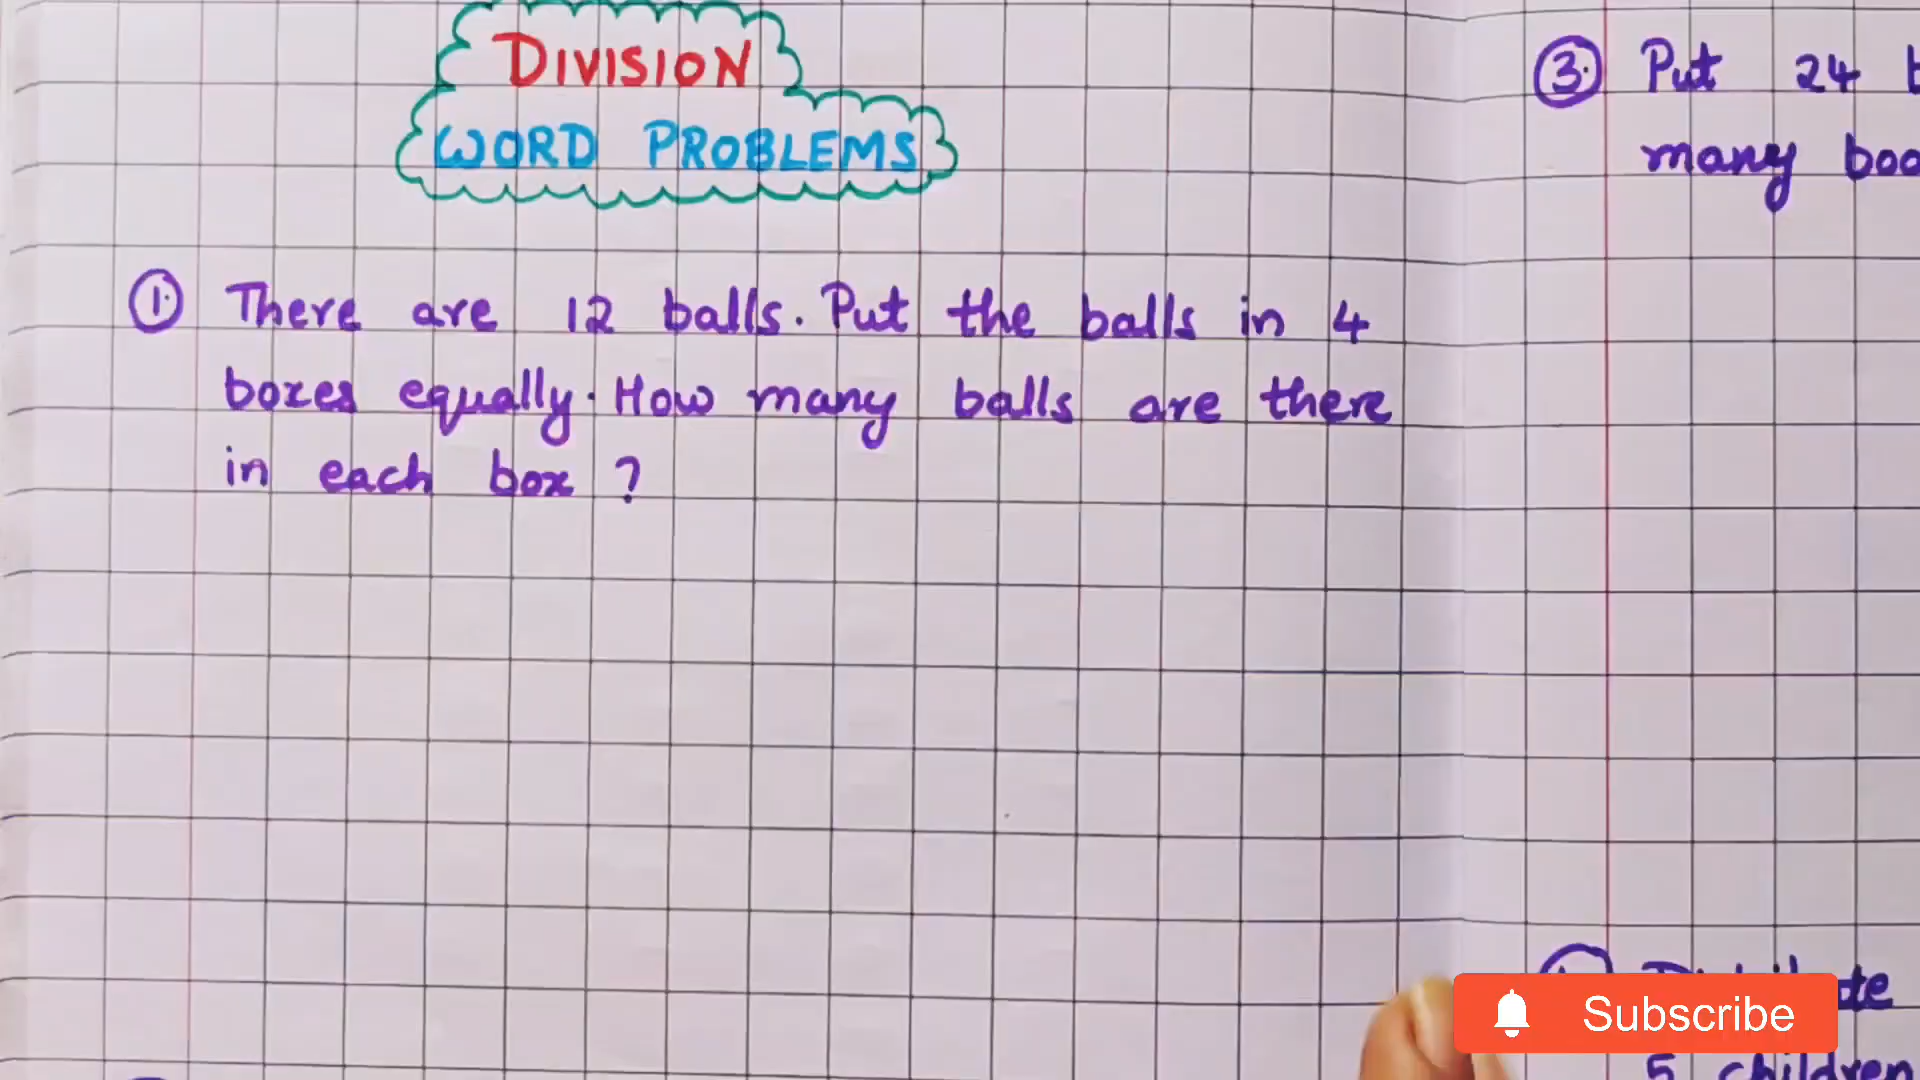 DIVISION
WORD PROBLEMS
1. There are 12 balls. Put the balls in 4
boxes equally. How many balls are there
in each box ?
3. Put 24
many
5 children
Subscribe